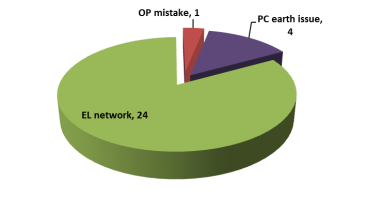 OP mistake, 1
PC earth issue,
4
EL network, 24